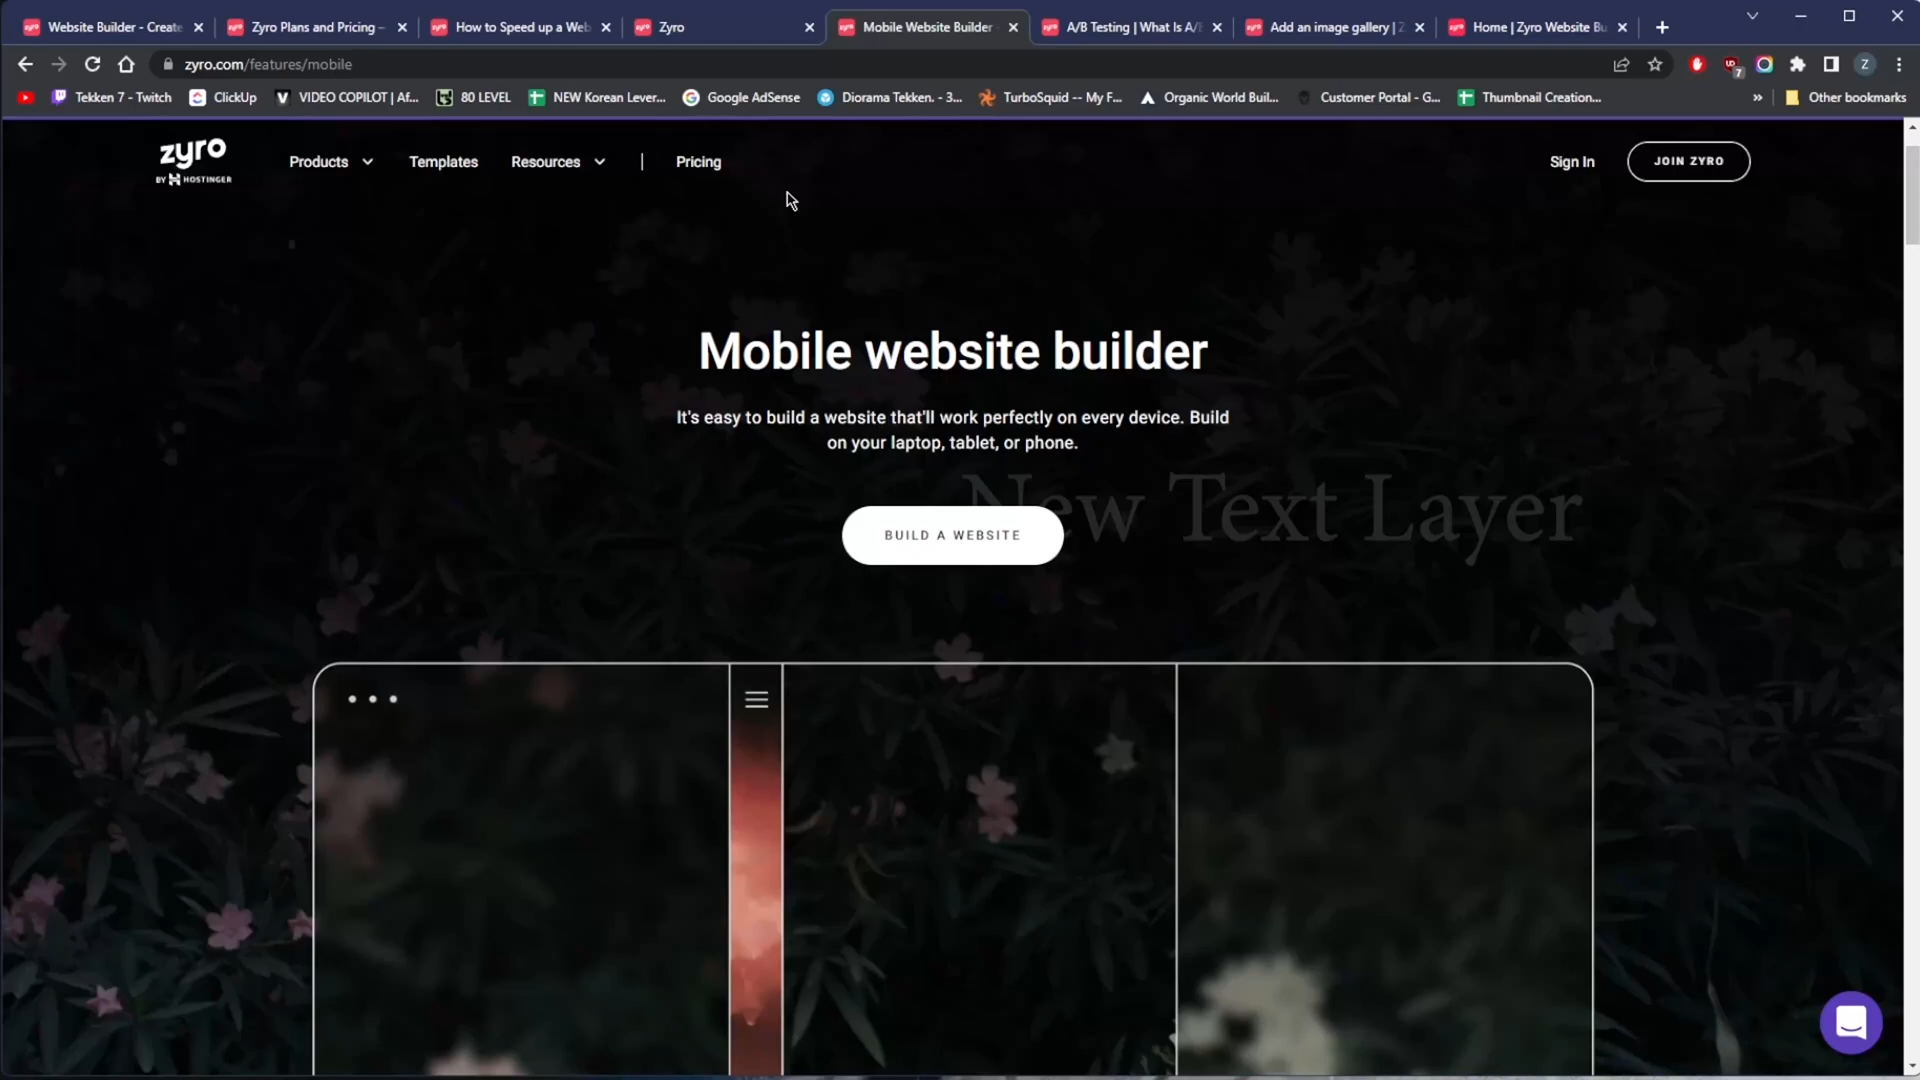 Website Builder - Create
Zyro Plans and Pricing –
How to Speed up a Web
Zyro
Mobile Website Builder
A/B Testing | What Is A/B
Add an image gallery | Z
Home | Zyro Website Bu
zyro.com/features/mobile
7
Z
Tekken 7 - Twitch
ClickUp
VIDEO COPILOT | Af...
80 LEVEL
NEW Korean Lever...
Google AdSense
Diorama Tekken. - 3...
TurboSquid -- My F...
Organic World Buil...
Customer Portal - G...
Thumbnail Creation...
»
Other bookmarks
zyro
BY HOSTINGER
Products
Templates
Resources
|
Pricing
Sign In
JOIN ZYRO
Mobile website builder
It's easy to build a website that'll work perfectly on every device. Build
on your laptop, tablet, or phone.
New Text Layer
BUILD A WEBSITE